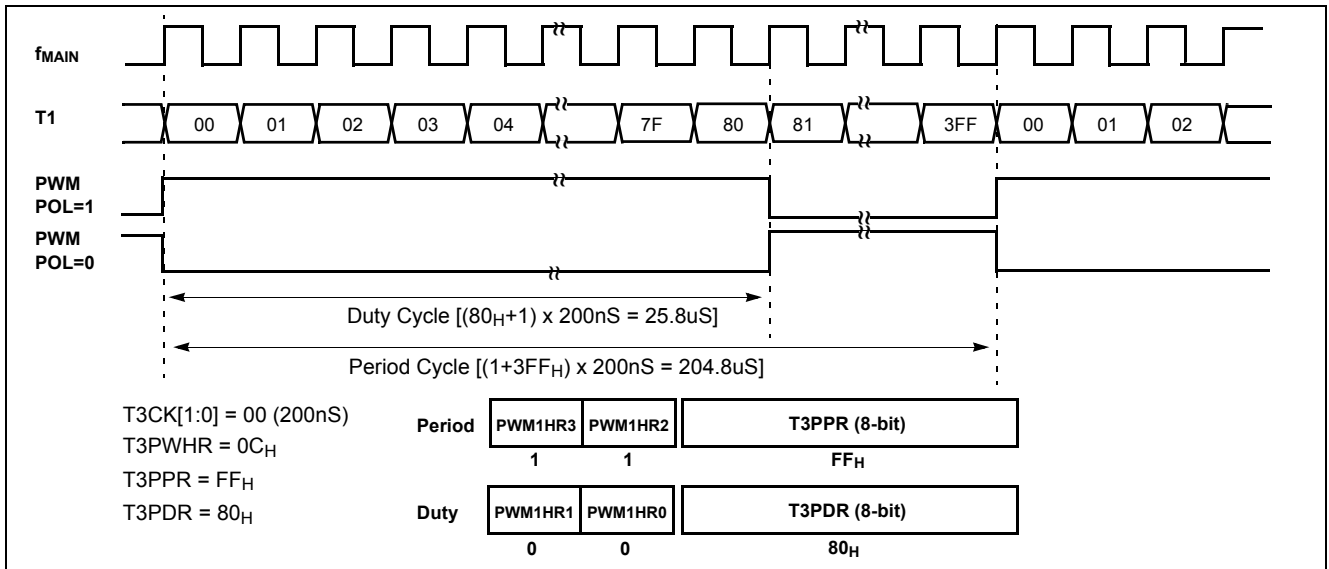 fMAIN
T1 00 01 02 03 04 7F 80 81 3FF 00 01 02
PWM
POL=1
PWM
POL=0
Duty Cycle [(80H+1) x 200nS = 25.8uS]
Period Cycle [(1+3FFH) x 200nS = 204.8uS]
T3CK[1:0] = 00 (200nS)
T3PWHR = 0CH
T3PPR = FFH
T3PDR = 80H
Period PWM1HR3 PWM1HR2 T3PPR (8-bit)
1 1 FFH
Duty PWM1HR1 PWM1HR0 T3PDR (8-bit)
0 0 80H